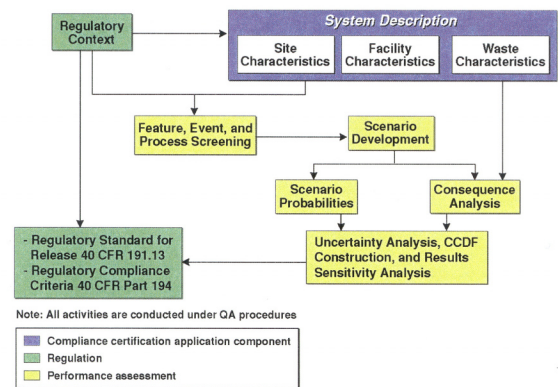 Regulatory
Context
System Description
Site
Characteristics
Facility
Characteristics
Waste
Characteristics
Feature, Event, and
Process Screening
Scenario
Development
Scenario
Probabilities
Consequence
Analysis
- Regulatory Standard for
Release 40 CFR 191.13
- Regulatory Compliance
Criteria 40 CFR Part 194
Uncertainty Analysis, CCDF
Construction, and Results
Sensitivity Analysis
Note: All activities are conducted under QA procedures
Compliance certification application component
Regulation
Performance assessment